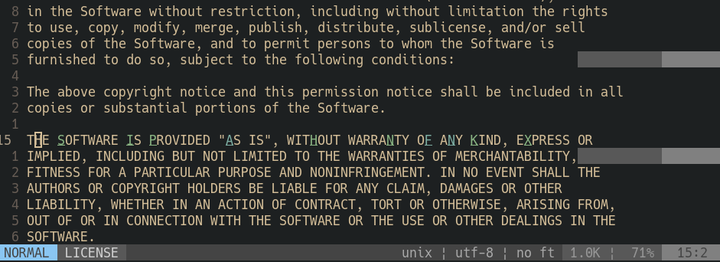 8 in the Software without restriction, including without limitation the rights
7 to use, copy, modify, merge, publish, distribute, sublicense, and/or sell
6 copies of the Software, and to permit persons to whom the Software is
5 furnished to do so, subject to the following conditions:
4
3 The above copyright notice and this permission notice shall be included in all
2 copies or substantial portions of the Software.
1
15 THE SOFTWARE IS PROVIDED "AS IS", WITHOUT WARRANTY OF ANY KIND, EXPRESS OR
1 IMPLIED, INCLUDING BUT NOT LIMITED TO THE WARRANTIES OF MERCHANTABILITY,
2 FITNESS FOR A PARTICULAR PURPOSE AND NONINFRINGEMENT. IN NO EVENT SHALL THE
3 AUTHORS OR COPYRIGHT HOLDERS BE LIABLE FOR ANY CLAIM, DAMAGES OR OTHER
4 LIABILITY, WHETHER IN AN ACTION OF CONTRACT, TORT OR OTHERWISE, ARISING FROM,
5 OUT OF OR IN CONNECTION WITH THE SOFTWARE OR THE USE OR OTHER DEALINGS IN THE
6 SOFTWARE.
NORMAL LICENSE unix ¦ utf-8 ¦ no ft 1.0K ¦ 71% 15:2